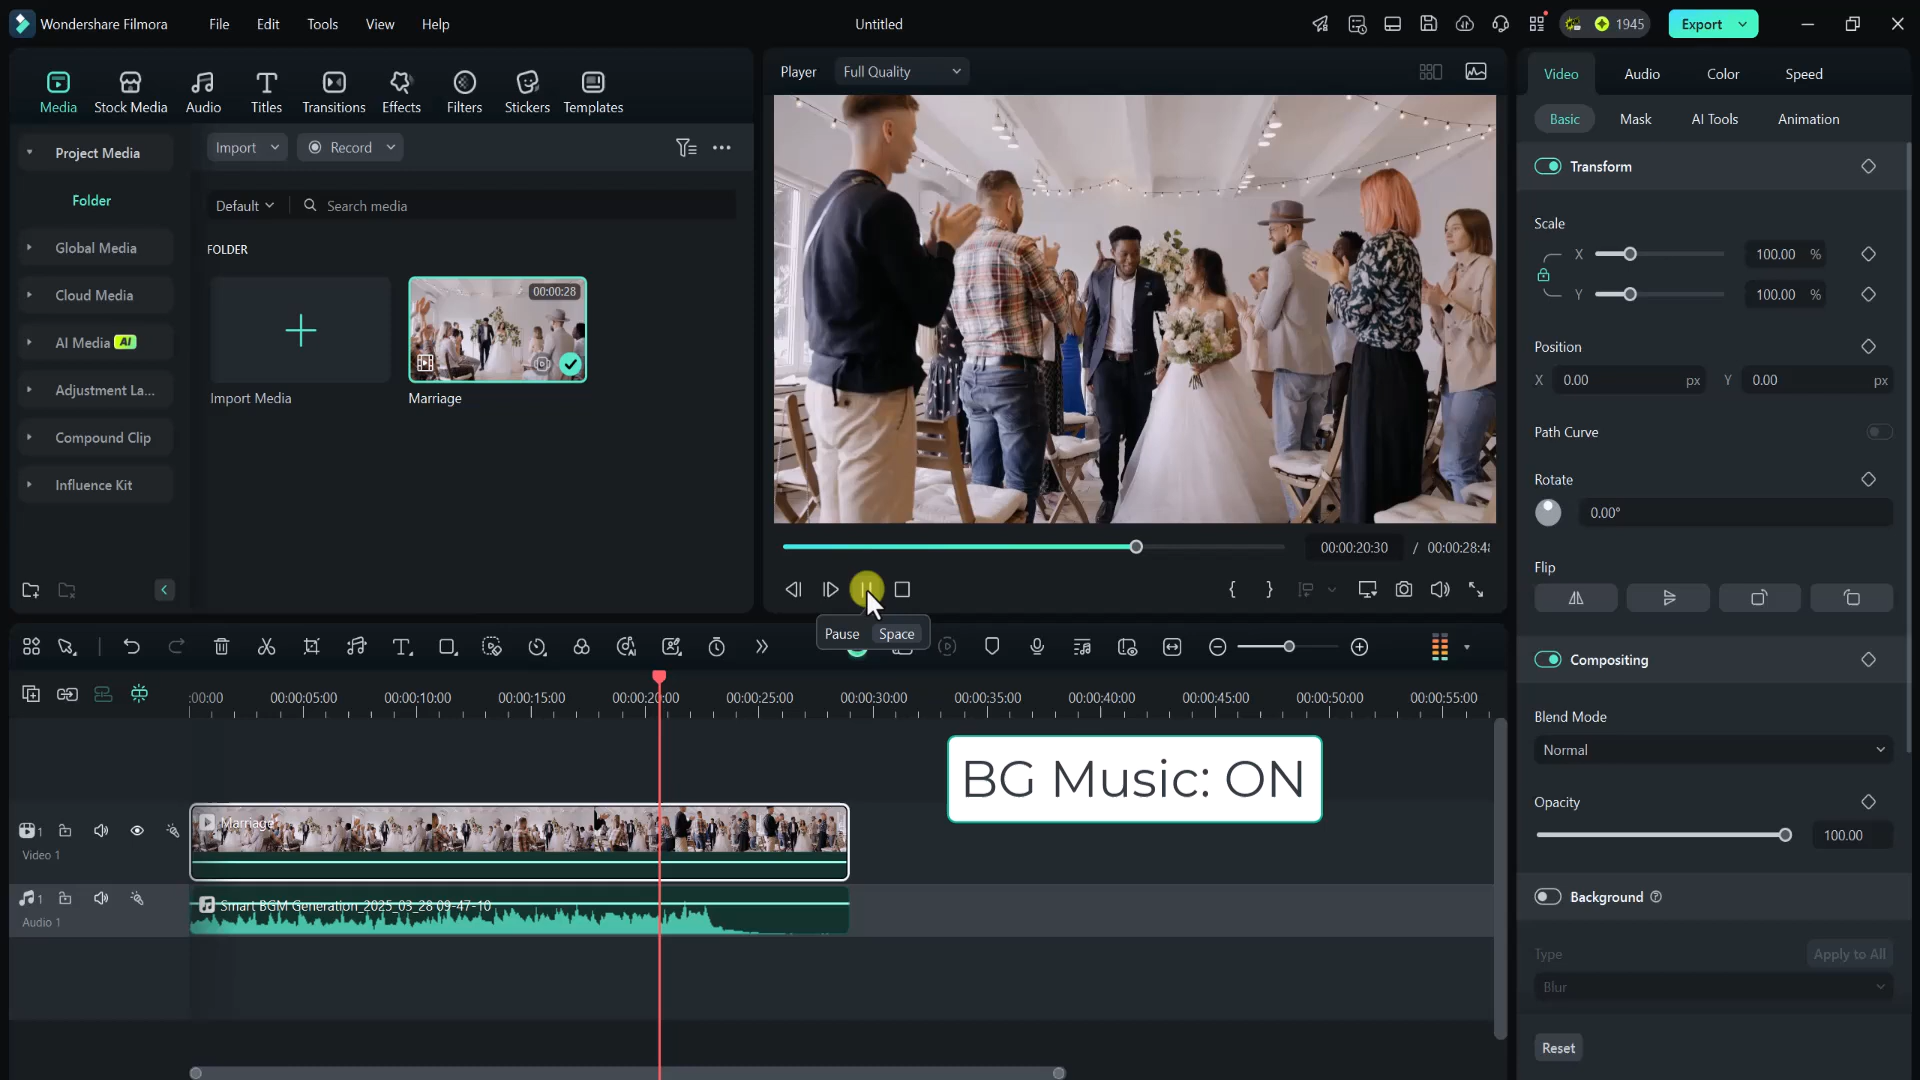 Wondershare Filmora
File
Edit
Tools
View
Help
Untitled
1945
Export
Media
Stock Media
Audio
Titles
Transitions
Effects
Filters
Stickers
Templates
Project Media
Folder
Global Media
Cloud Media
AI Media AI
Adjustment La...
Compound Clip
Influence Kit
Import
Record
Default
Search media
FOLDER
00:00:28
Import Media
Marriage
Player
Full Quality
00:00:20:30 / 00:00:28:4
Pause Space
Video
Audio
Color
Speed
Basic
Mask
AI Tools
Animation
Transform
Scale
X 100.00 %
Y 100.00 %
Position
X 0.00 px Y 0.00 px
Path Curve
Rotate
0.00°
Flip
Compositing
Blend Mode
Normal
Opacity
100.00
Background
Type
Apply to All
Blur
Reset
:00:00 00:00:05:00 00:00:10:00 00:00:15:00 00:00:20:00 00:00:25:00 00:00:30:00 00:00:35:00 00:00:40:00 00:00:45:00 00:00:50:00 00:00:55:00
BG Music: ON
1
Video 1
Marriage
1
Audio 1
Smart BGM Generation_2025_03_28 09-47-10